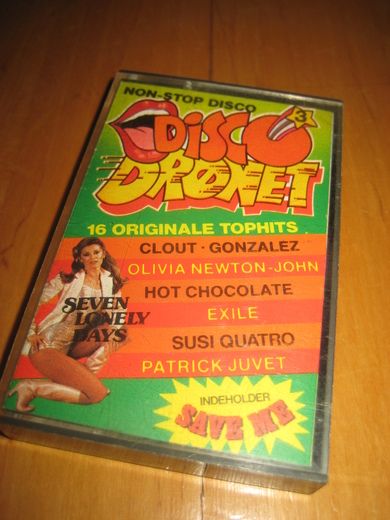 NON-STOP DISCO
DISCO 3
DRØNET
16 ORIGINALE TOPHITS
CLOUT · GONZALEZ
OLIVIA NEWTON-JOHN
HOT CHOCOLATE
EXILE
SUSI QUATRO
PATRICK JUVET
SEVEN
LONELY
DAYS
INDEHOLDER
SAVE ME